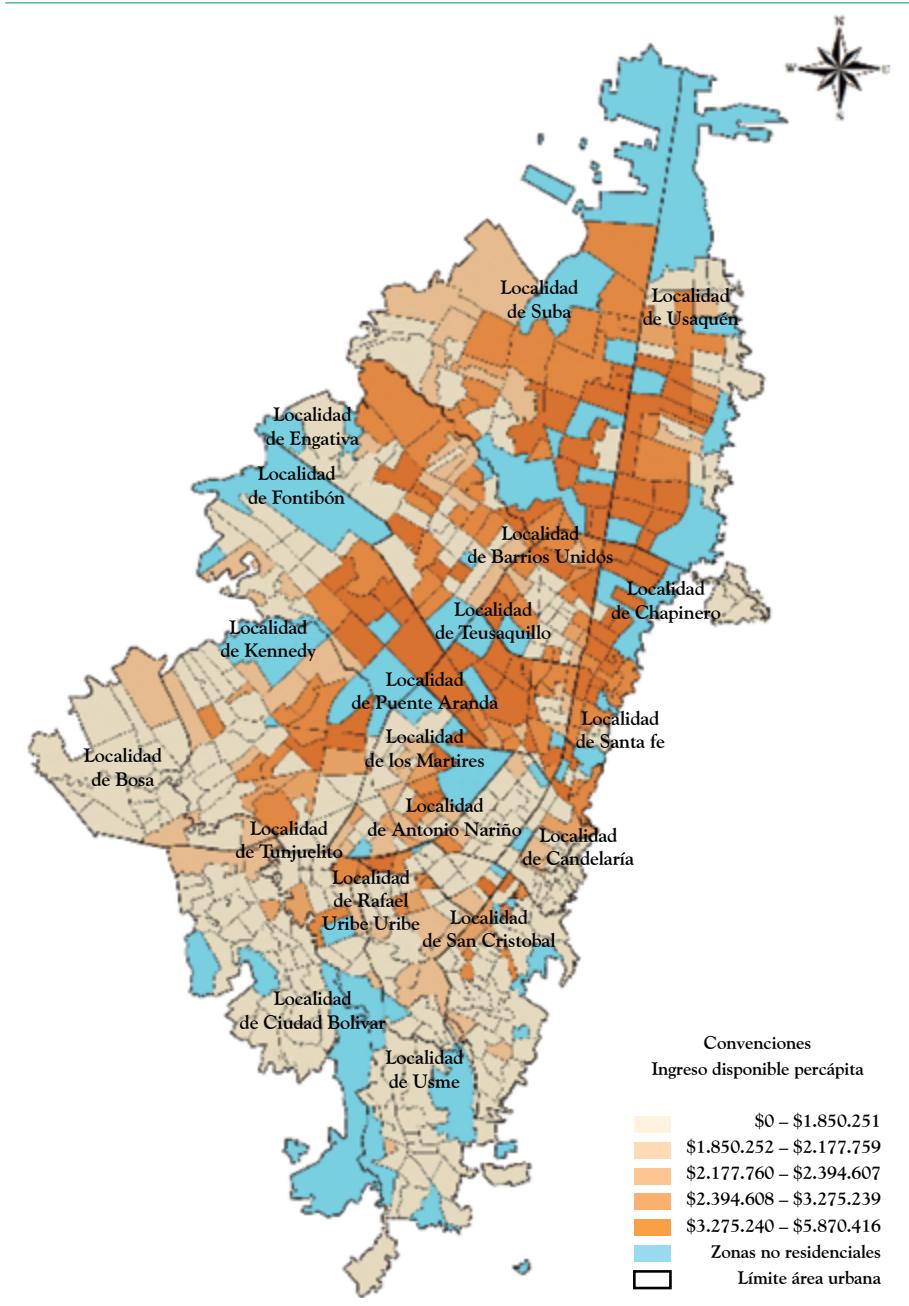 N
W
U
S
Localidad
de Suba
Localidad
de Usaquén
Localidad
de Engativa
Localidad
de Fontibón
Localidad
de Barrios Unidos
Localidad
de Chapinero
Localidad
de Teusaquillo
Localidad
de Kennedy
Localidad
de Puente Aranda
Localidad
de Santa fe
Localidad
de los Martires
Localidad
de Bosa
Localidad
de Antonio Nariño
Localidad
de Tunjuelito
Localidad
de Candelaría
Localidad
de Rafael
Uribe Uribe
Localidad
de San Cristobal
Localidad
de Ciudad Bolivar
Localidad
de Usme
Convenciones
Ingreso disponible percápita
$0 – $1.850.251
$1.850.252 – $2.177.759
$2.177.760 – $2.394.607
$2.394.608 – $3.275.239
$3.275.240 – $5.870.416
Zonas no residenciales
Límite área urbana